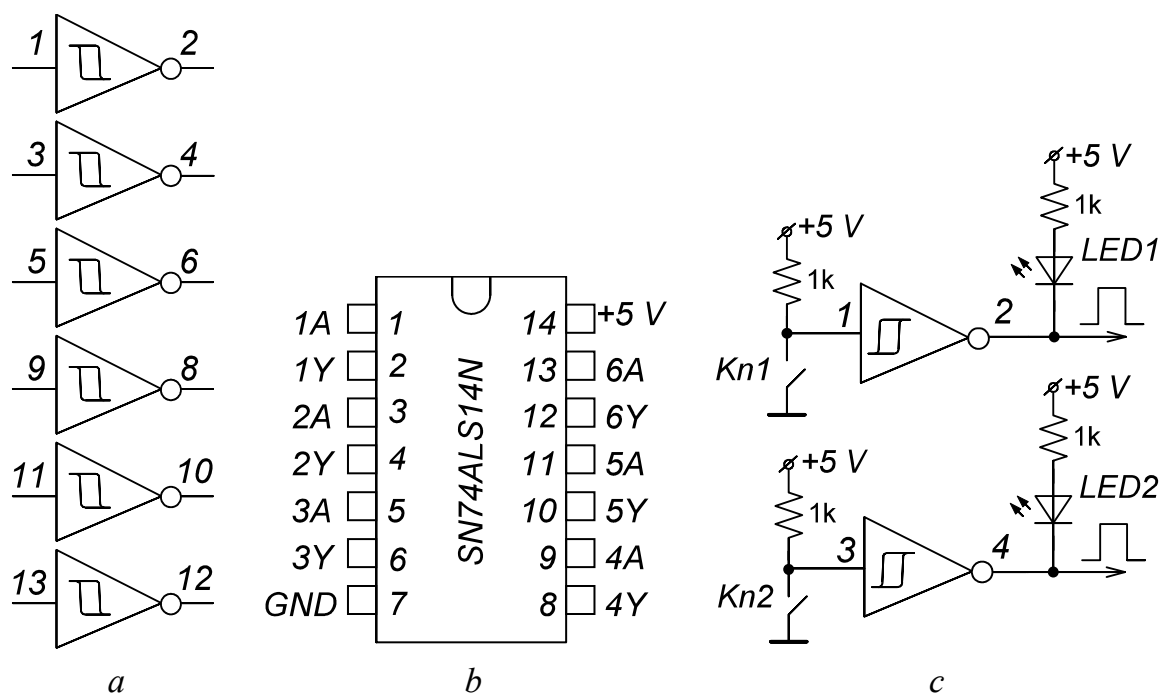 1 2
3 4
5 6
9 8
11 10
13 12
a
1A 1 14 +5 V
1Y 2 13 6A
2A 3 12 6Y
2Y 4 11 5A
3A 5 10 5Y
3Y 6 9 4A
GND 7 8 4Y
SN74ALS14N
b
+5 V
1k
+5 V
LED1
1k
1 2
Kn1
+5 V
1k
+5 V
LED2
1k
3 4
Kn2
c